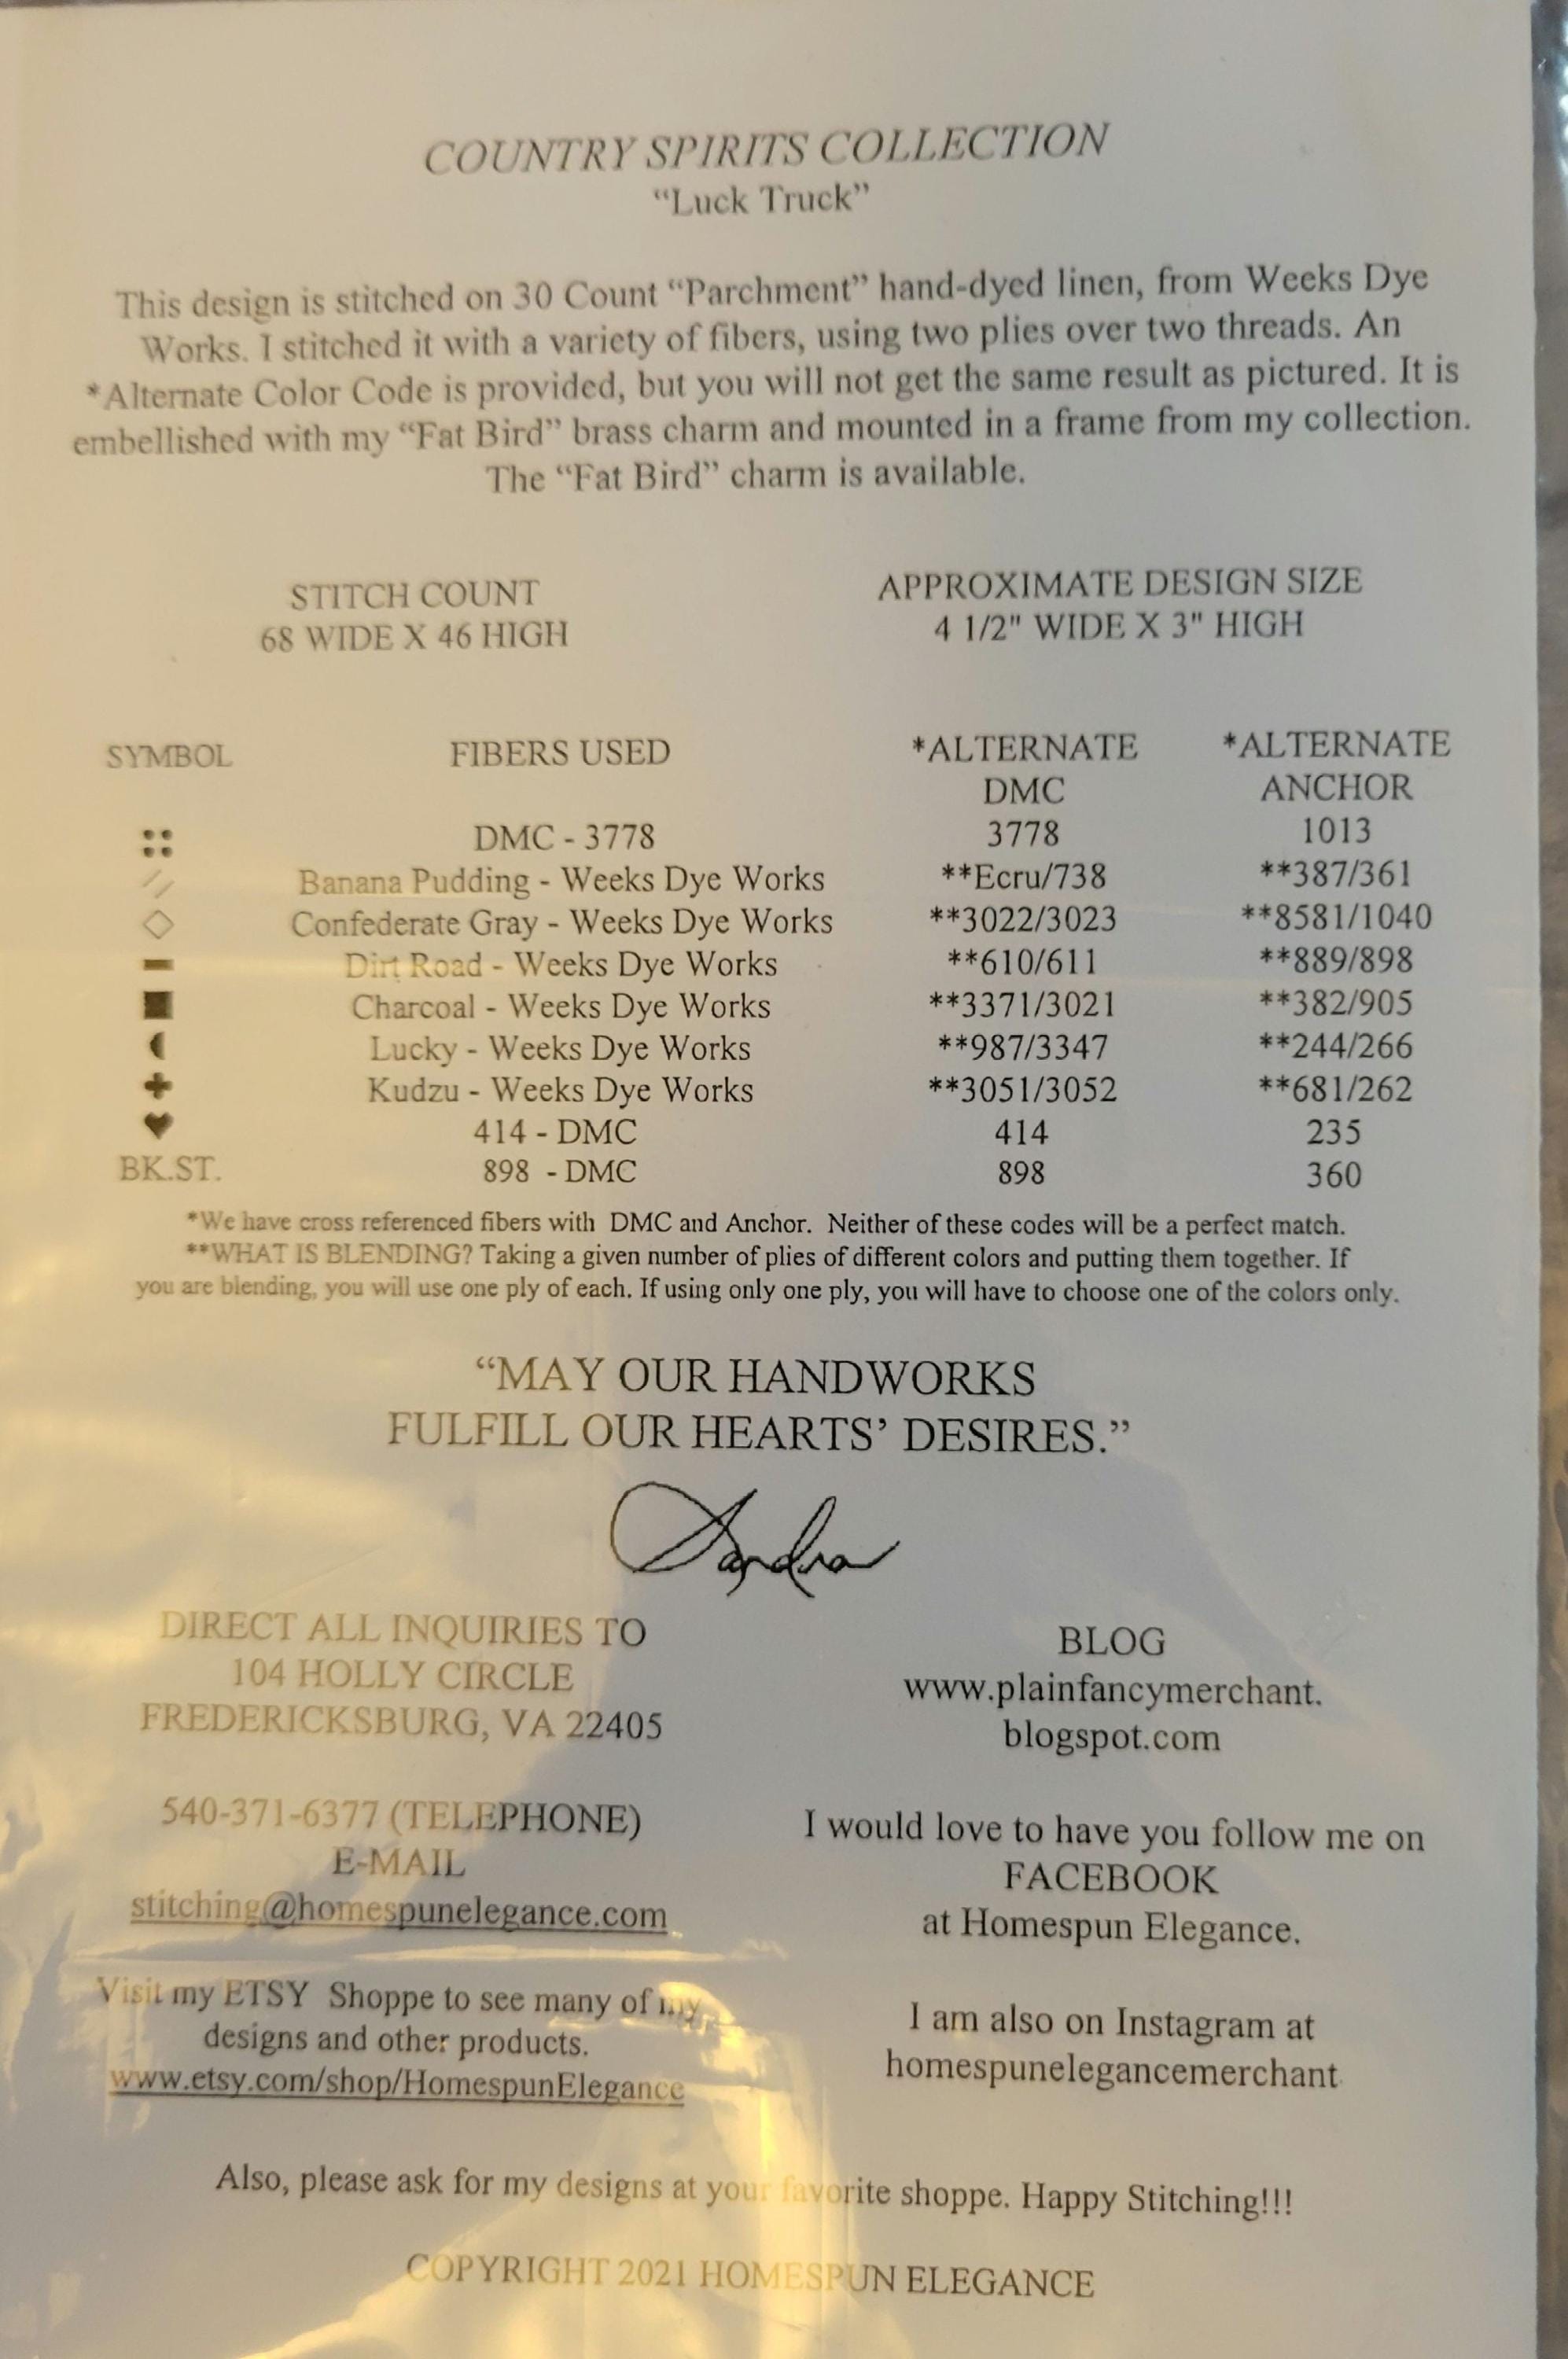 COUNTRY SPIRITS COLLECTION
“Luck Truck”
This design is stitched on 30 Count “Parchment” hand-dyed linen, from Weeks Dye
Works. I stitched it with a variety of fibers, using two plies over two threads. An
*Alternate Color Code is provided, but you will not get the same result as pictured. It is
embellished with my “Fat Bird” brass charm and mounted in a frame from my collection.
The “Fat Bird” charm is available.
STITCH COUNT
68 WIDE X 46 HIGH
APPROXIMATE DESIGN SIZE
4 1/2" WIDE X 3" HIGH
SYMBOL FIBERS USED *ALTERNATE *ALTERNATE
DMC ANCHOR
DMC - 3778 3778 1013
Banana Pudding - Weeks Dye Works **Ecru/738 **387/361
Confederate Gray - Weeks Dye Works **3022/3023 **8581/1040
Dirt Road - Weeks Dye Works **610/611 **889/898
Charcoal - Weeks Dye Works **3371/3021 **382/905
Lucky - Weeks Dye Works **987/3347 **244/266
Kudzu - Weeks Dye Works **3051/3052 **681/262
414 - DMC 414 235
BK.ST. 898 - DMC 898 360
*We have cross referenced fibers with DMC and Anchor. Neither of these codes will be a perfect match.
**WHAT IS BLENDING? Taking a given number of plies of different colors and putting them together. If
you are blending, you will use one ply of each. If using only one ply, you will have to choose one of the colors only.
“MAY OUR HANDWORKS
FULFILL OUR HEARTS’ DESIRES.”
Sandra
DIRECT ALL INQUIRIES TO
104 HOLLY CIRCLE
FREDERICKSBURG, VA 22405
540-371-6377 (TELEPHONE)
E-MAIL
stitching@homespunelegance.com
Visit my ETSY Shoppe to see many of my
designs and other products.
www.etsy.com/shop/HomespunElegance
BLOG
www.plainfancymerchant.
blogspot.com
I would love to have you follow me on
FACEBOOK
at Homespun Elegance.
I am also on Instagram at
homespunelegancemerchant
Also, please ask for my designs at your favorite shoppe. Happy Stitching!!!
COPYRIGHT 2021 HOMESPUN ELEGANCE